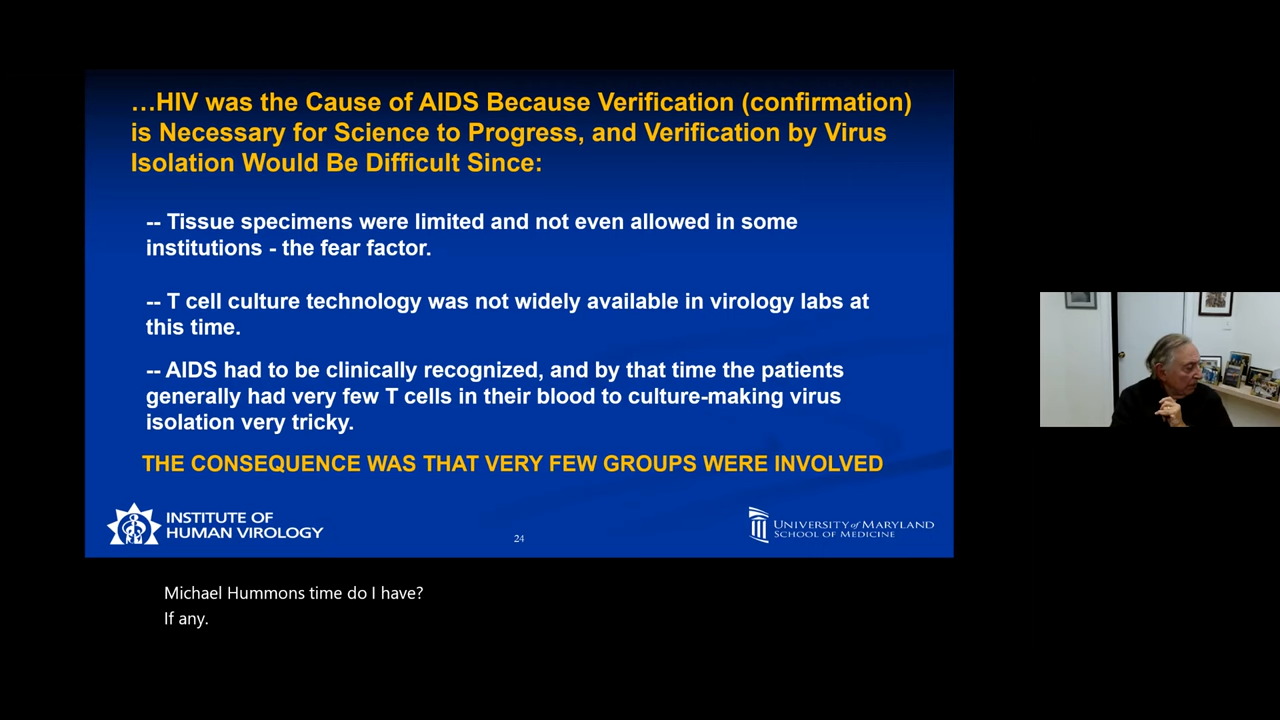 …HIV was the Cause of AIDS Because Verification (confirmation)
is Necessary for Science to Progress, and Verification by Virus
Isolation Would Be Difficult Since:
-- Tissue specimens were limited and not even allowed in some
institutions - the fear factor.
-- T cell culture technology was not widely available in virology labs at
this time.
-- AIDS had to be clinically recognized, and by that time the patients
generally had very few T cells in their blood to culture-making virus
isolation very tricky.
THE CONSEQUENCE WAS THAT VERY FEW GROUPS WERE INVOLVED
INSTITUTE OF
HUMAN VIROLOGY
24
UNIVERSITY of MARYLAND
SCHOOL OF MEDICINE
Michael Hummons time do I have?
If any.